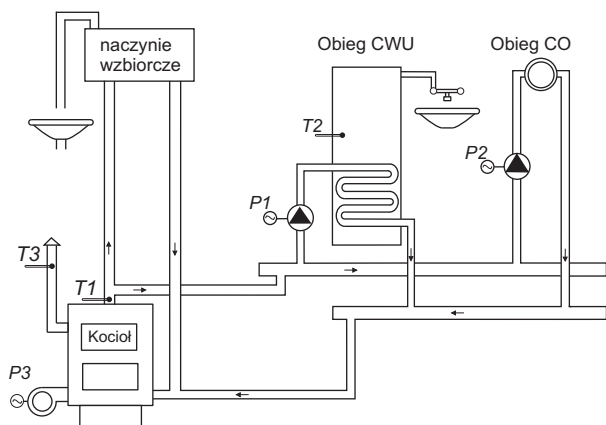 naczynie
wzbiorcze
Obieg CWU
Obieg CO
T2
P2
P1
T3
T1
Kocioł
P3